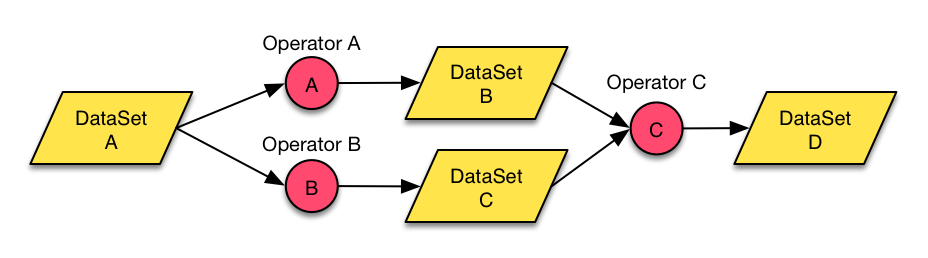 DataSet
A
Operator A
A
Operator B
B
DataSet
B
DataSet
C
Operator C
C
DataSet
D